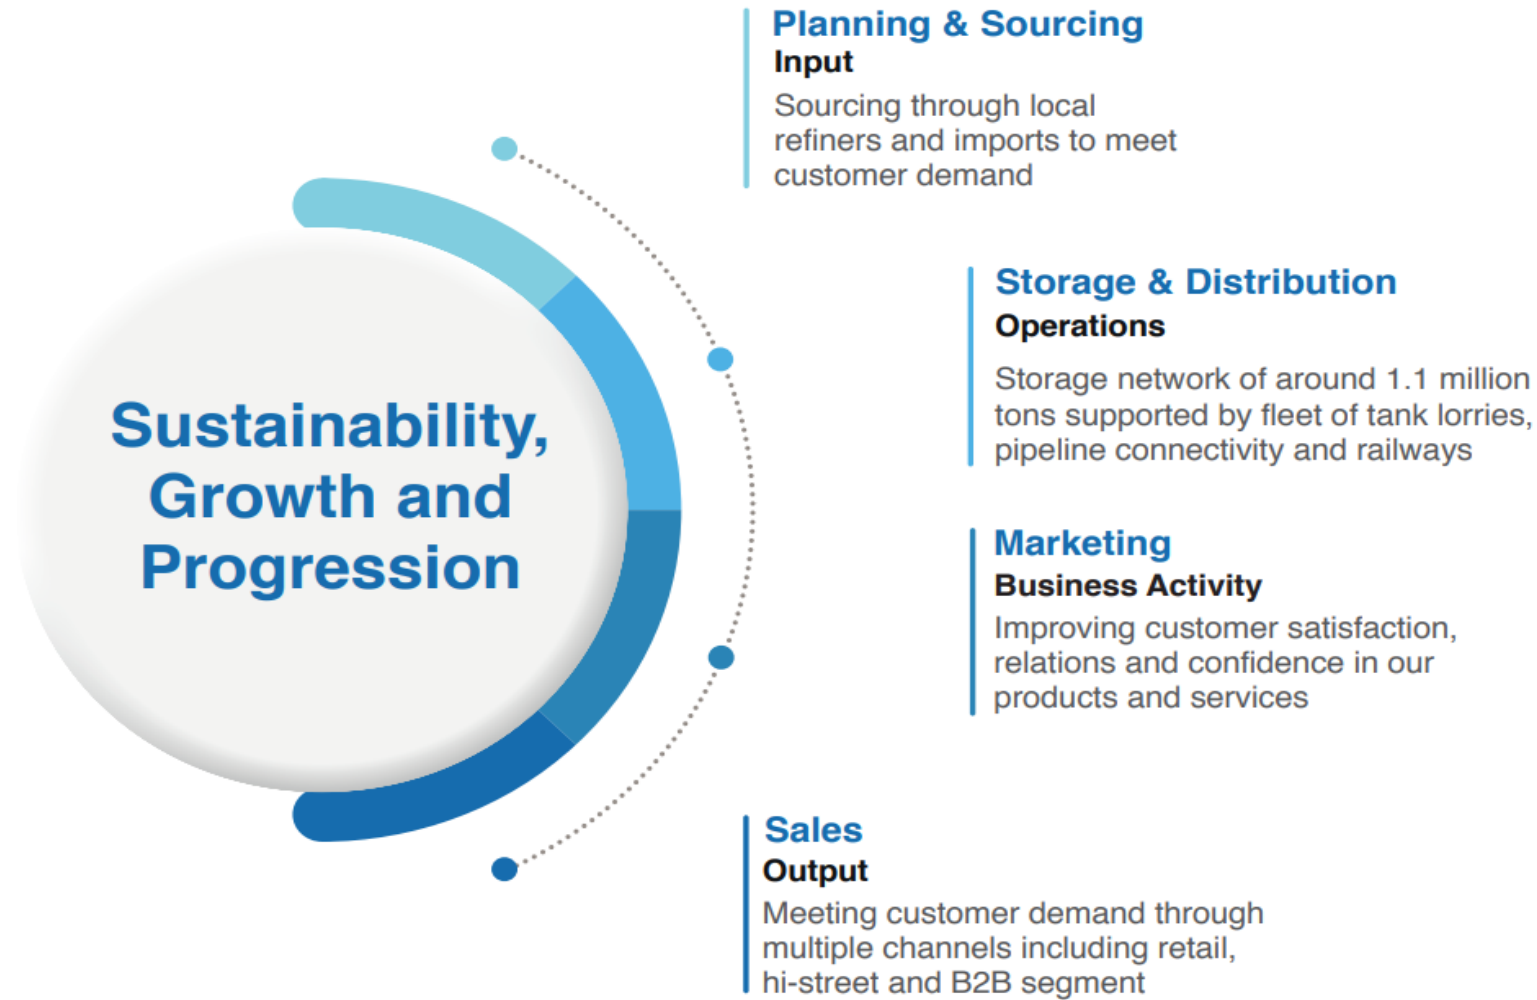 Planning & Sourcing
Input
Sourcing through local
refiners and imports to meet
customer demand
Storage & Distribution
Operations
Storage network of around 1.1 million
tons supported by fleet of tank lorries,
pipeline connectivity and railways
Sustainability,
Growth and
Progression
Marketing
Business Activity
Improving customer satisfaction,
relations and confidence in our
products and services
Sales
Output
Meeting customer demand through
multiple channels including retail,
hi-street and B2B segment